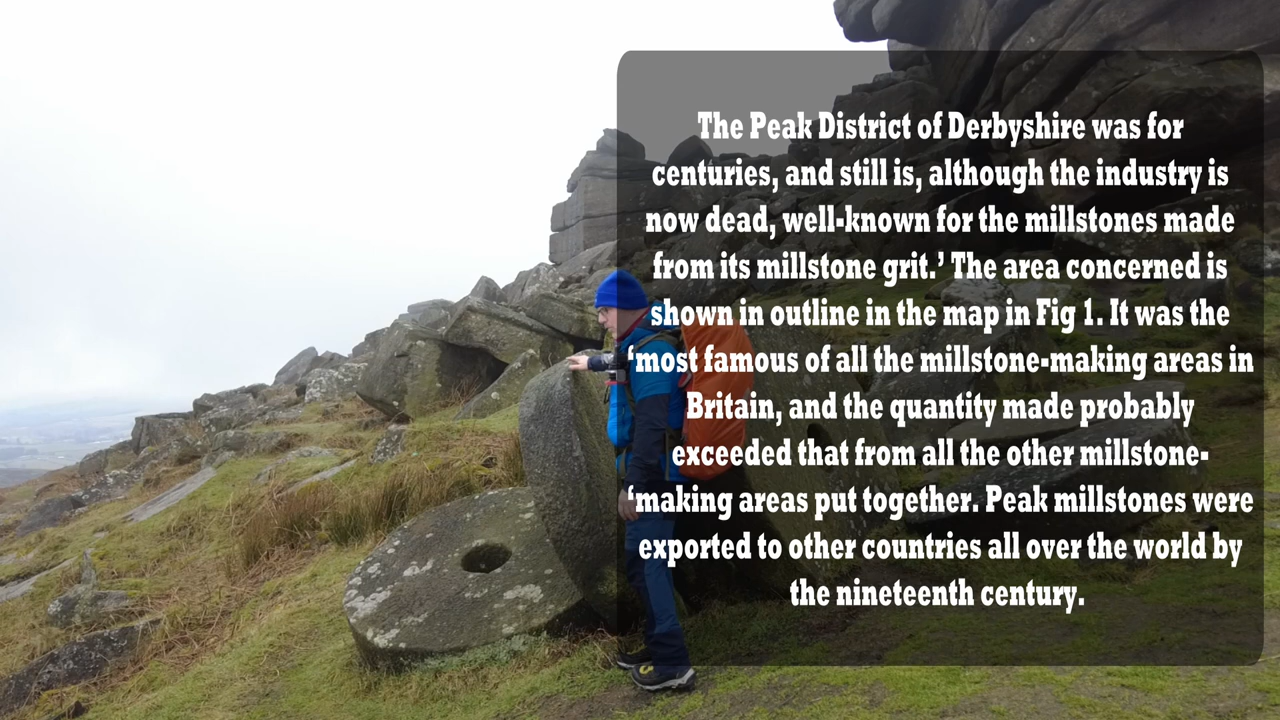 The Peak District of Derbyshire was for
centuries, and still is, although the industry is
now dead, well-known for the millstones made
from its millstone grit.’ The area concerned is
shown in outline in the map in Fig 1. It was the
‘most famous of all the millstone-making areas in
Britain, and the quantity made probably
exceeded that from all the other millstone-
‘making areas put together. Peak millstones were
exported to other countries all over the world by
the nineteenth century.